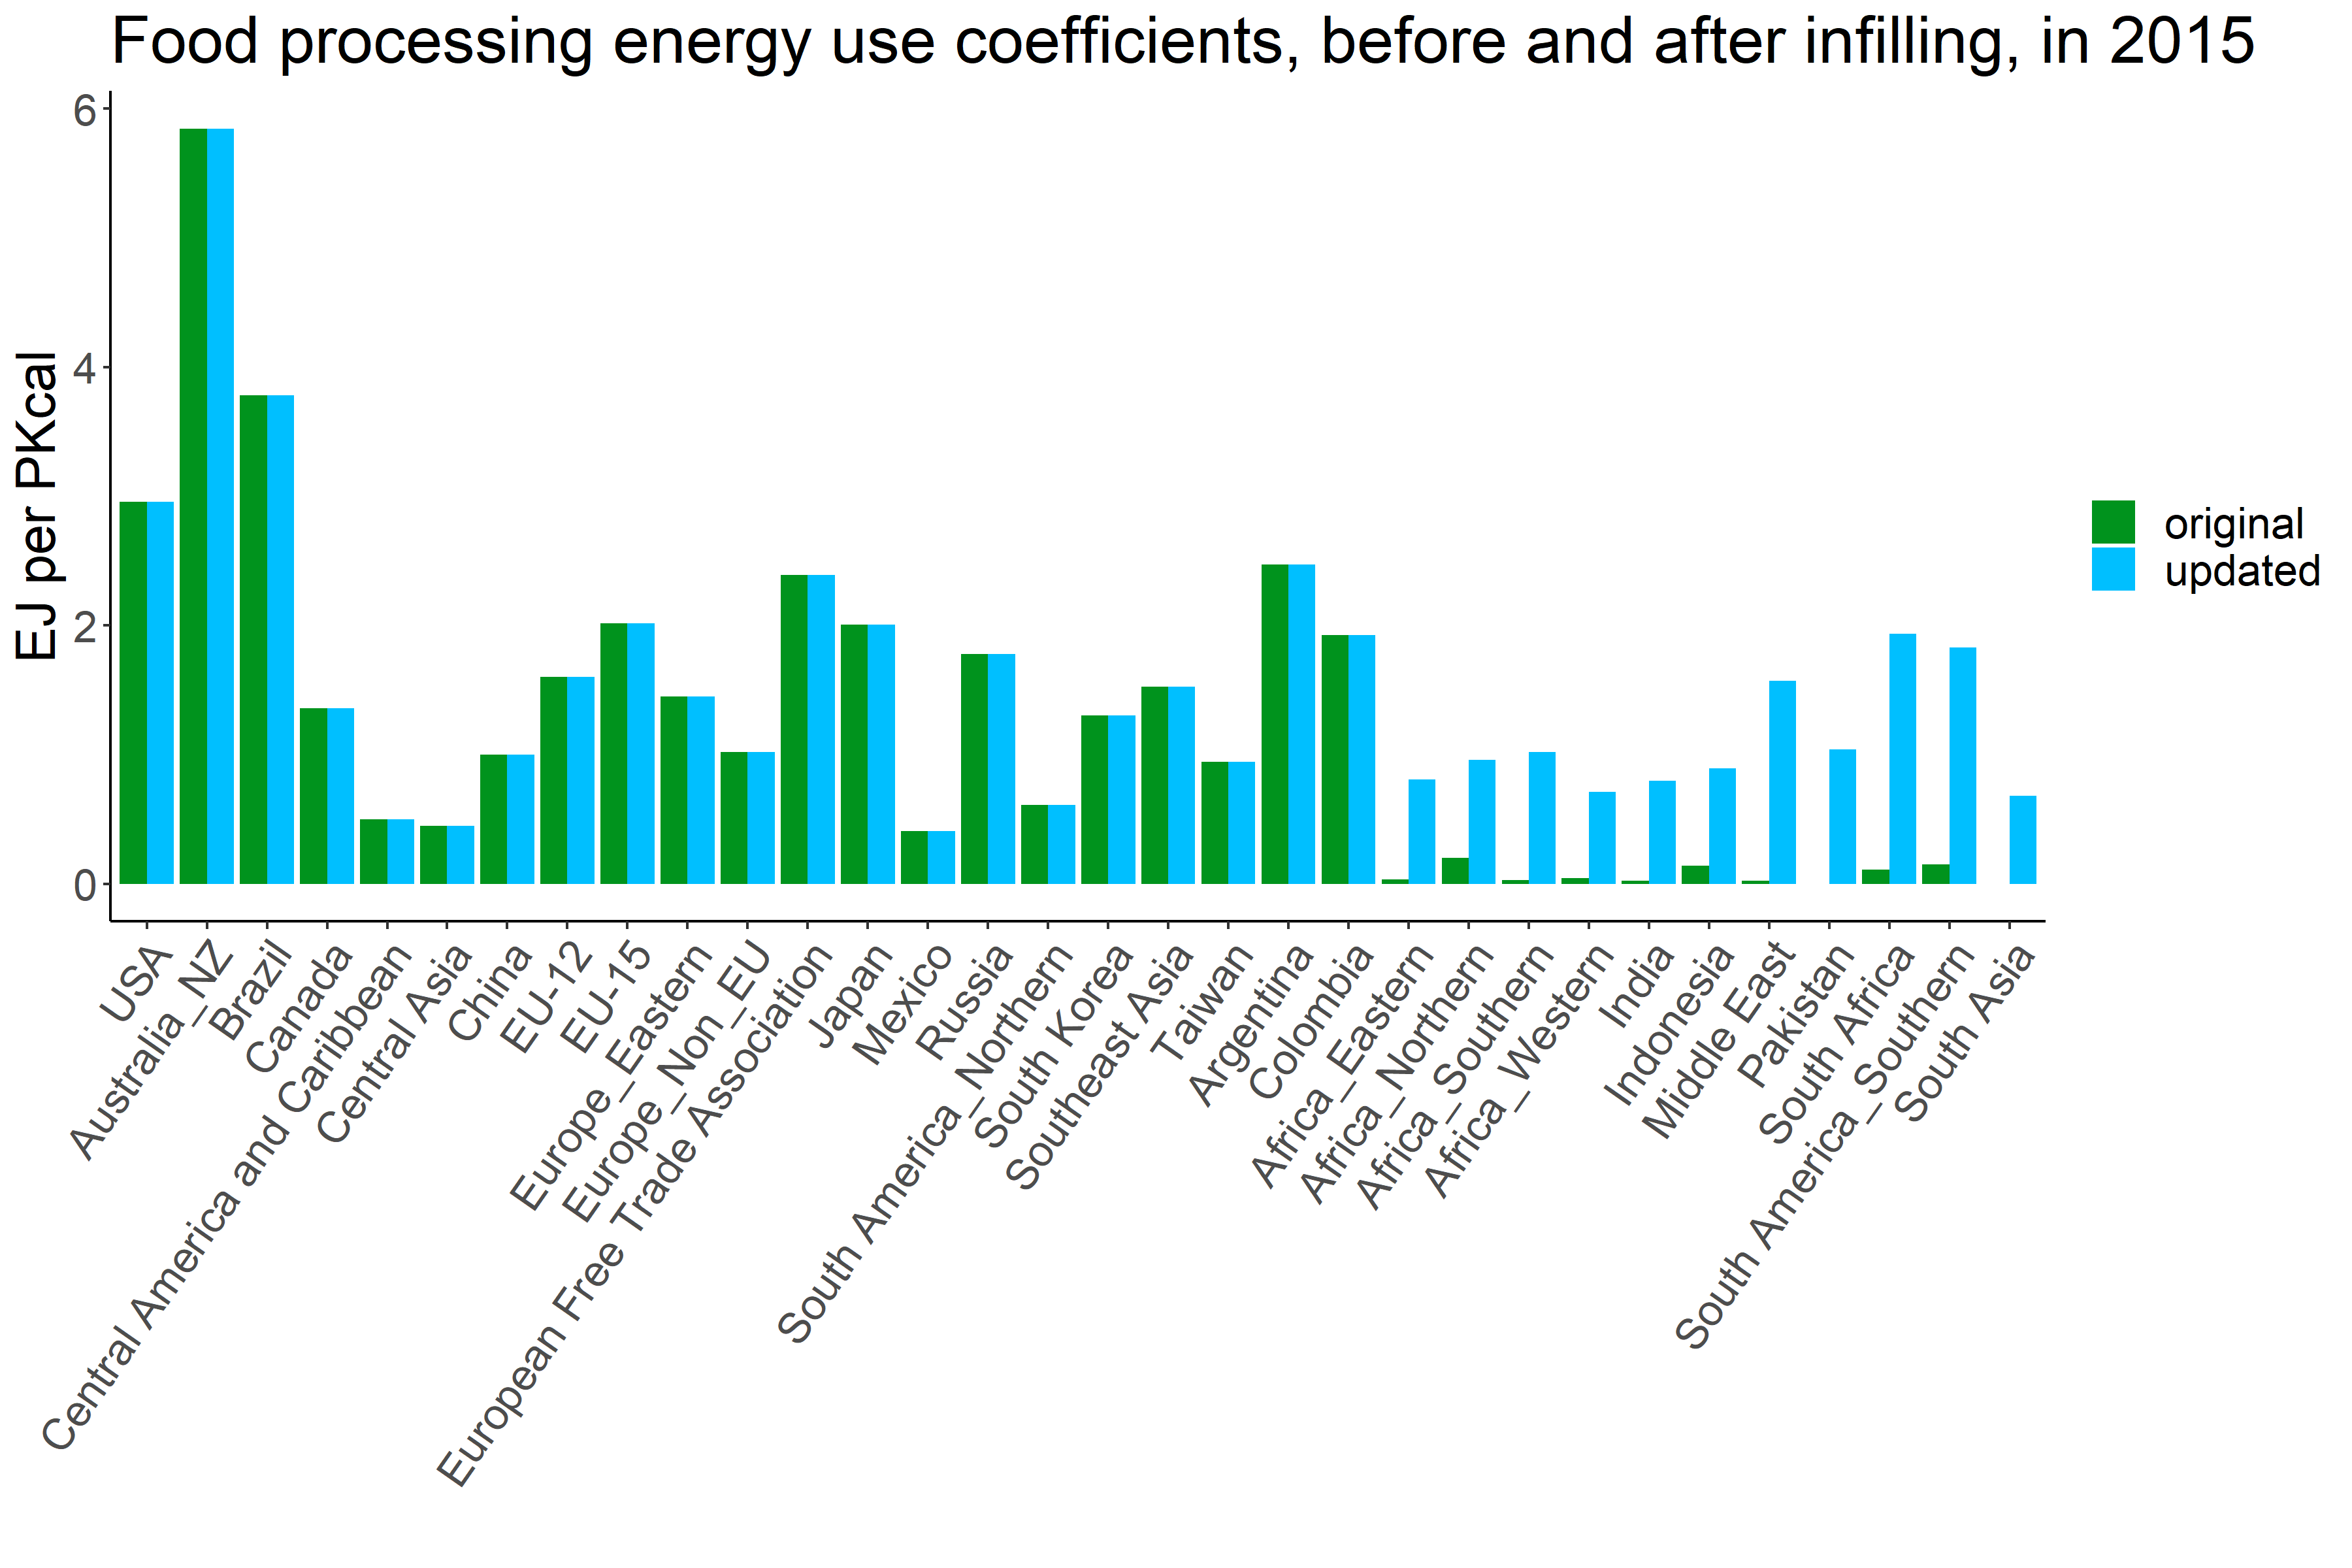 Food processing energy use coefficients, before and after infilling, in 2015
EJ per PKcal
6
4
2
0
original
updated
USA
Australia_NZ
Brazil
Canada
Central America and Caribbean
Central Asia
China
EU-12
EU-15
Europe_Eastern
Europe_Non_EU
European Free Trade Association
Japan
Mexico
Russia
South America_Northern
South Korea
Southeast Asia
Taiwan
Argentina
Colombia
Africa_Eastern
Africa_Northern
Africa_Southern
Africa_Western
India
Indonesia
Middle East
Pakistan
South Africa
South America_Southern
South Asia